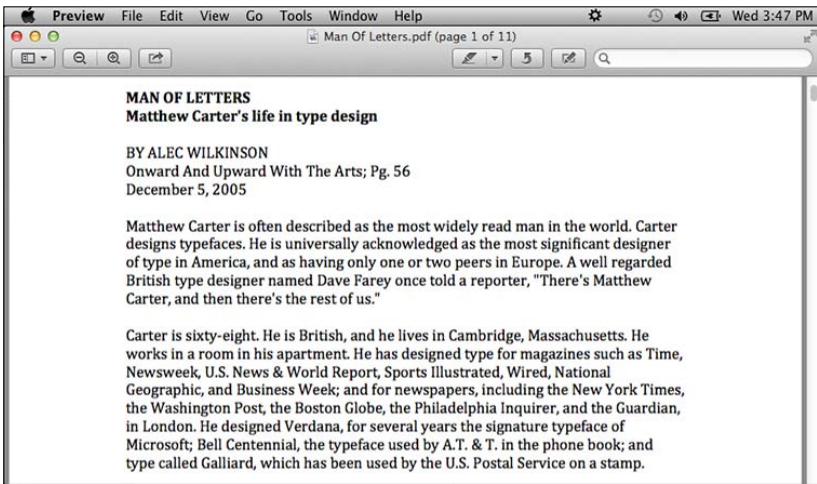 Preview File Edit View Go Tools Window Help Wed 3:47 PM
Man Of Letters.pdf (page 1 of 11)
MAN OF LETTERS
Matthew Carter's life in type design
BY ALEC WILKINSON
Onward And Upward With The Arts; Pg. 56
December 5, 2005
Matthew Carter is often described as the most widely read man in the world. Carter
designs typefaces. He is universally acknowledged as the most significant designer
of type in America, and as having only one or two peers in Europe. A well regarded
British type designer named Dave Farey once told a reporter, "There's Matthew
Carter, and then there's the rest of us."
Carter is sixty-eight. He is British, and he lives in Cambridge, Massachusetts. He
works in a room in his apartment. He has designed type for magazines such as Time,
Newsweek, U.S. News & World Report, Sports Illustrated, Wired, National
Geographic, and Business Week; and for newspapers, including the New York Times,
the Washington Post, the Boston Globe, the Philadelphia Inquirer, and the Guardian,
in London. He designed Verdana, for several years the signature typeface of
Microsoft; Bell Centennial, the typeface used by A.T. & T. in the phone book; and
type called Galliard, which has been used by the U.S. Postal Service on a stamp.